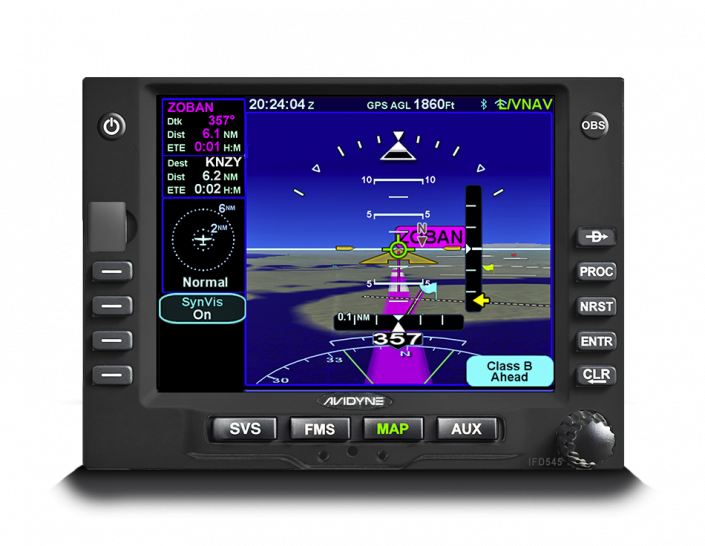 ZOBAN
Dtk 357°
Dist 6.1 NM
ETE 0:01 H:M
Dest KNZY
Dist 6.2 NM
ETE 0:02 H:M
6NM
2NM
Normal
SynVis
On
20:24:04 Z
GPS AGL 1860Ft
E/VNAV
10 10
5 5
N
ZOBAN
5 5
0.1 NM
357
33 N
30
Class B
Ahead
OBS
D
PROC
NRST
ENTR
CLR
AVIDYNE
SVS
FMS
MAP
AUX
IFD545